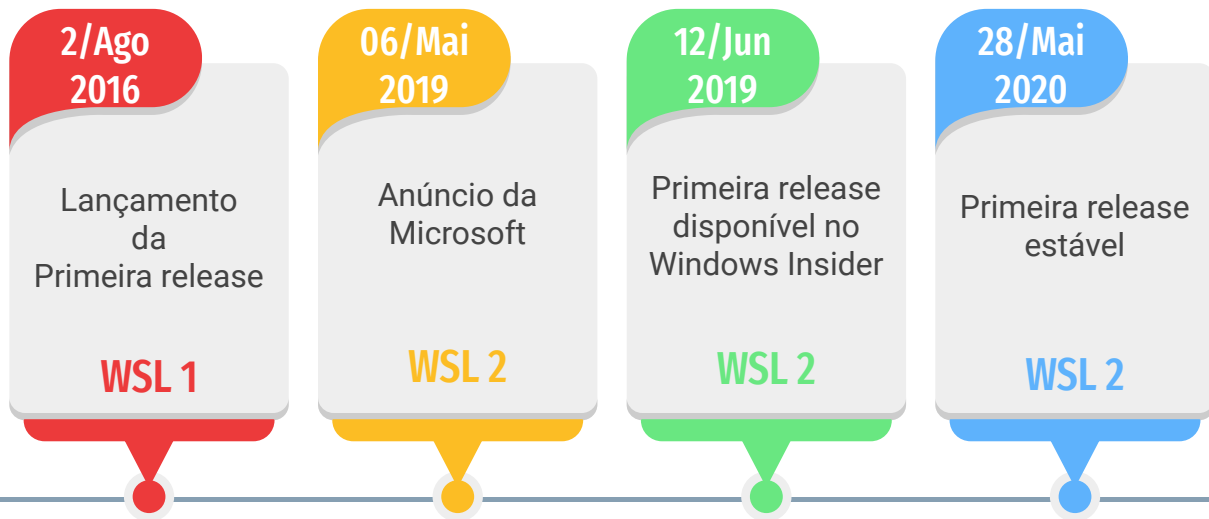 2/Ago
2016
Lançamento
da
Primeira release
WSL 1
06/Mai
2019
Anúncio da
Microsoft
WSL 2
12/Jun
2019
Primeira release
disponível no
Windows Insider
WSL 2
28/Mai
2020
Primeira release
estável
WSL 2